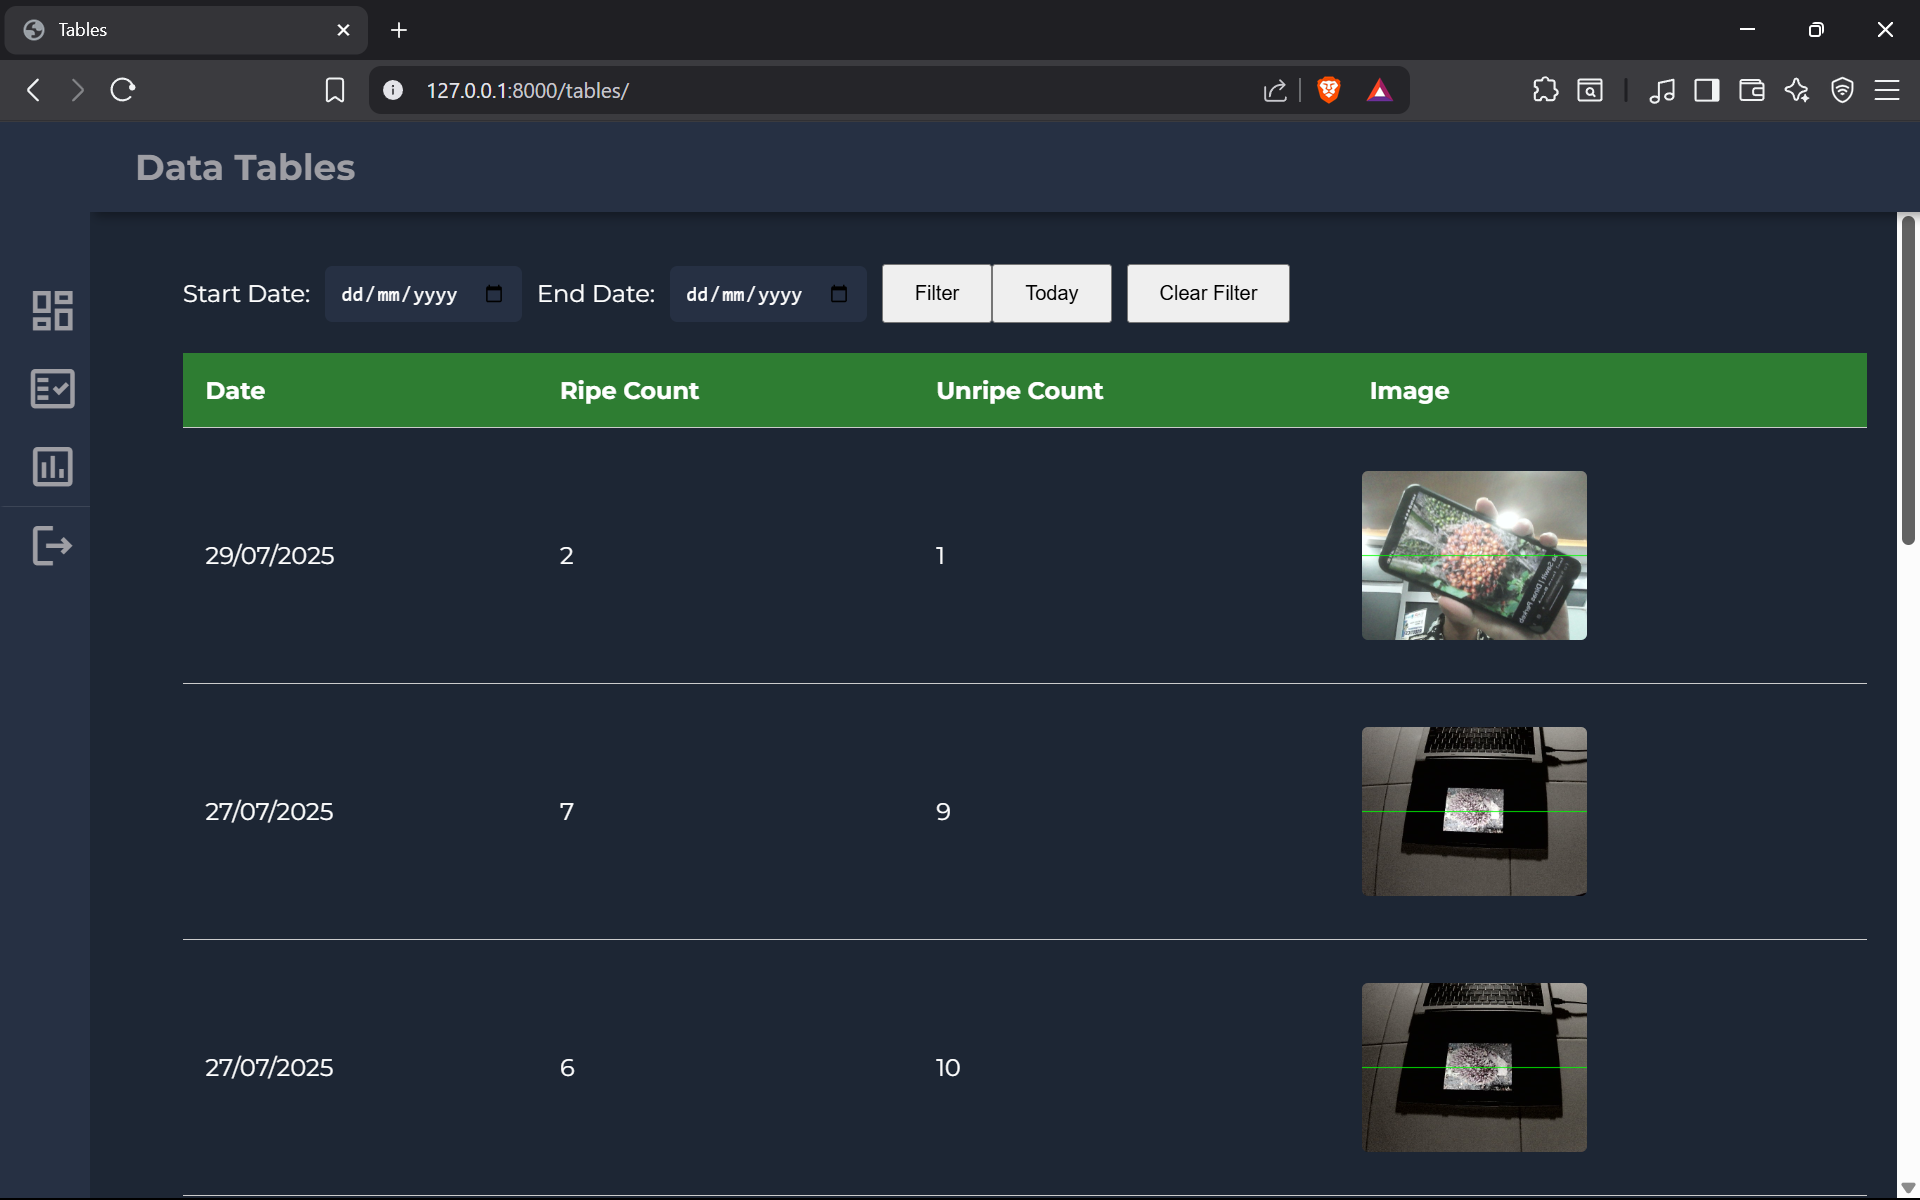 Tables
127.0.0.1:8000/tables/
Data Tables
Start Date: dd/mm/yyyy End Date: dd/mm/yyyy Filter Today Clear Filter
Date Ripe Count Unripe Count Image
29/07/2025 2 1
27/07/2025 7 9
27/07/2025 6 10